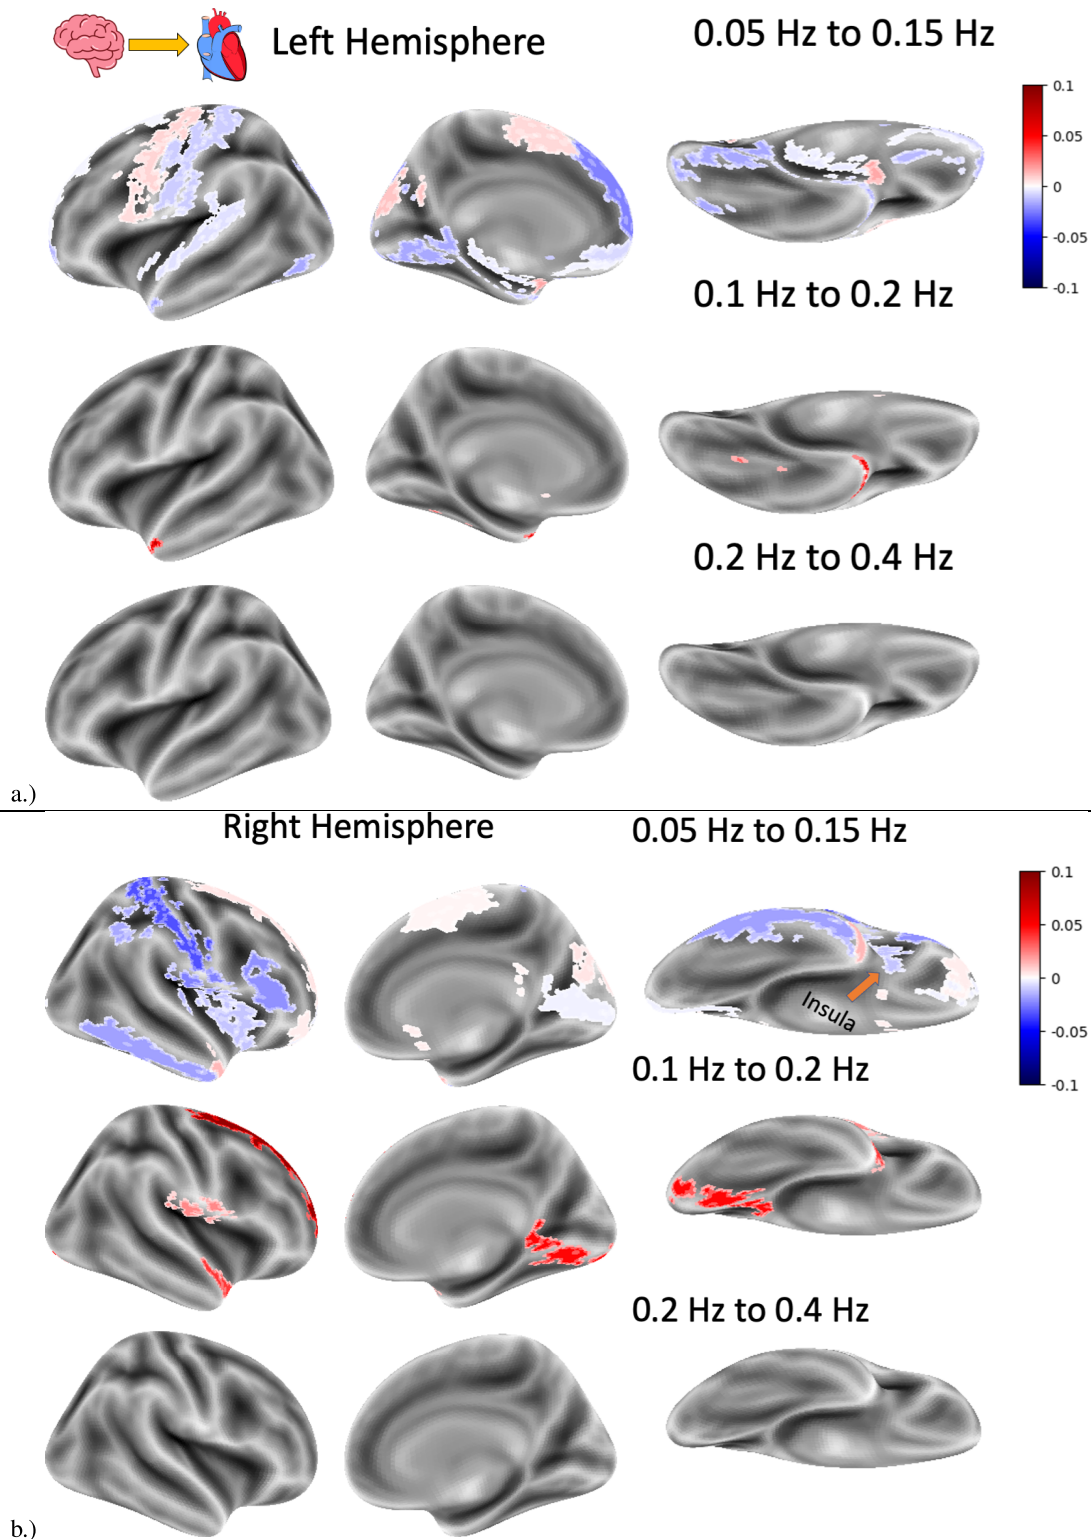 Left Hemisphere
0.05 Hz to 0.15 Hz
0.1
0.05
0
-0.05
-0.1
0.1 Hz to 0.2 Hz
0.2 Hz to 0.4 Hz
a.)
Right Hemisphere
0.05 Hz to 0.15 Hz
0.1
0.05
0
-0.05
-0.1
Insula
0.1 Hz to 0.2 Hz
0.2 Hz to 0.4 Hz
b.)